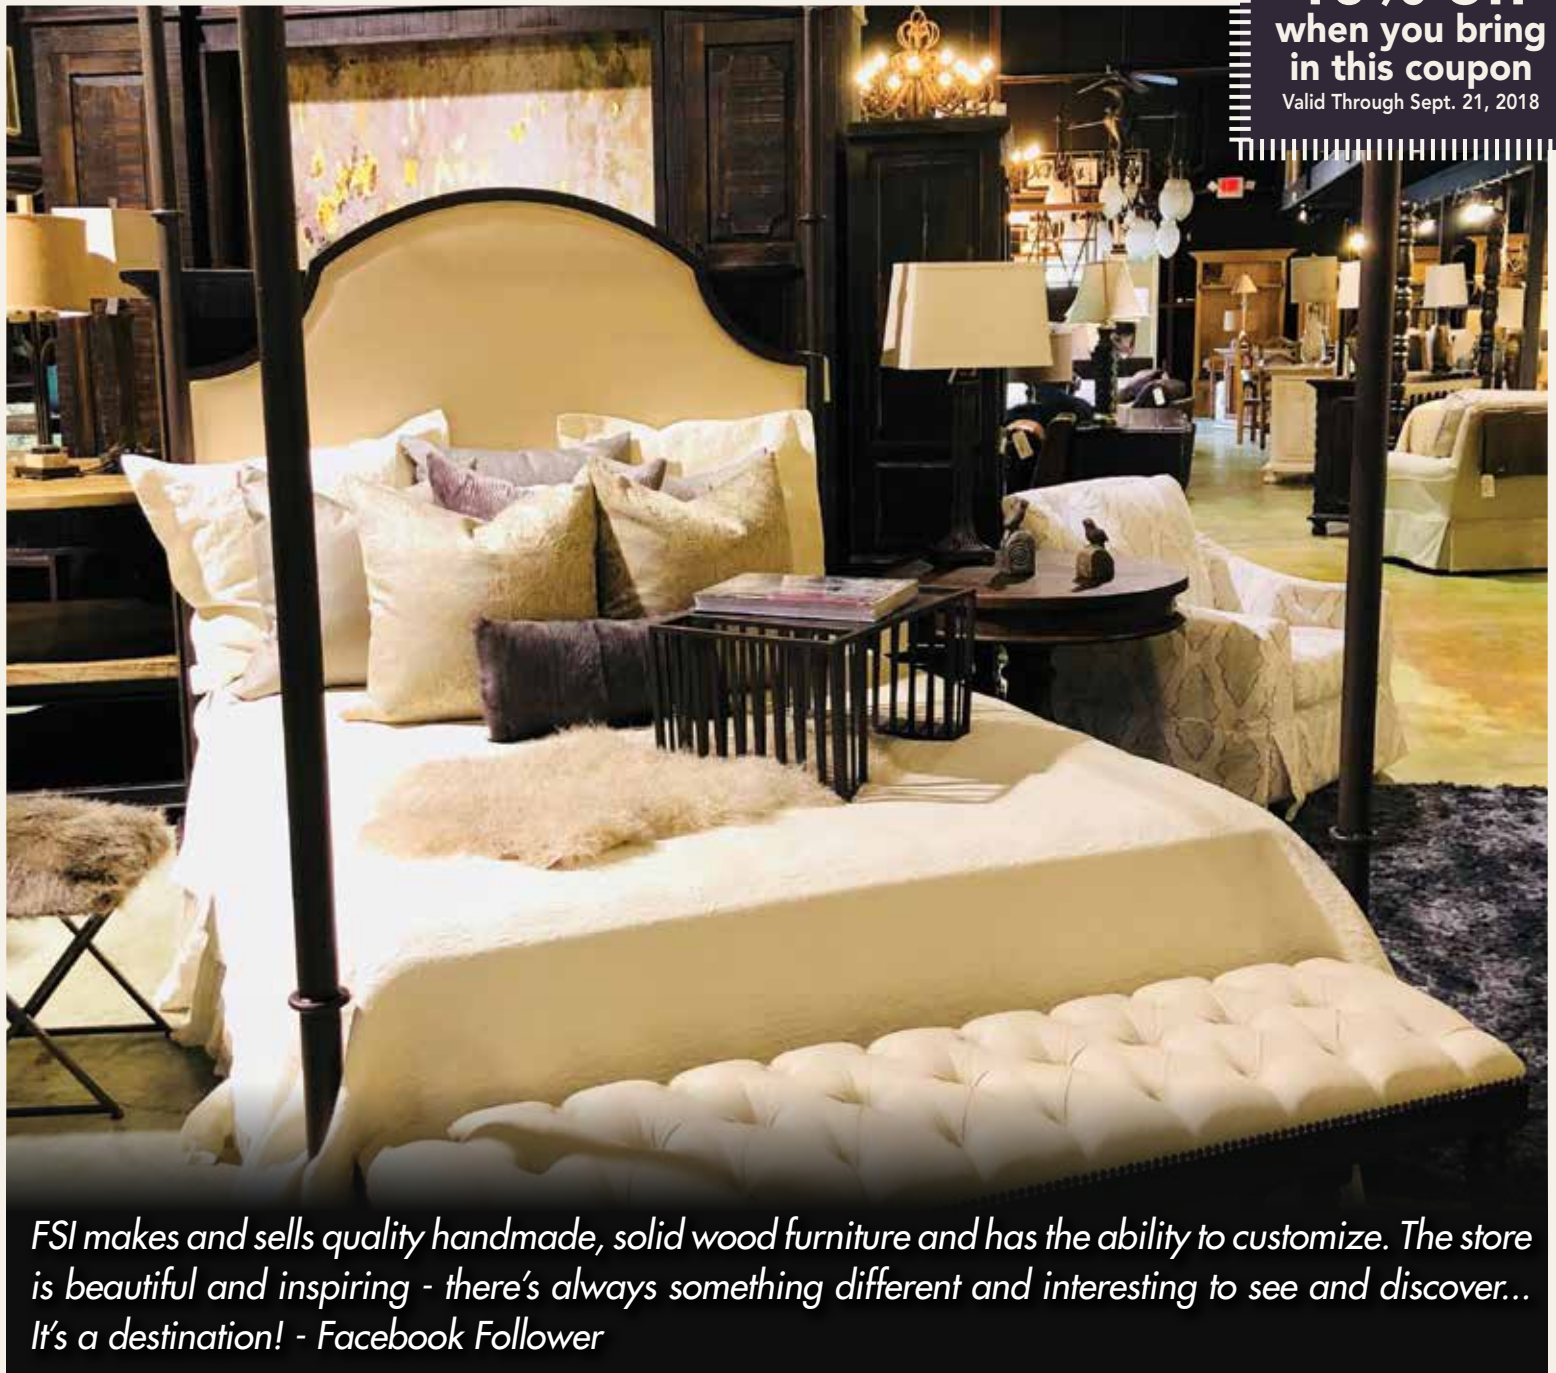 when you bring
in this coupon
Valid Through Sept. 21, 2018
FSI makes and sells quality handmade, solid wood furniture and has the ability to customize. The store
is beautiful and inspiring - there's always something different and interesting to see and discover...
It's a destination! - Facebook Follower